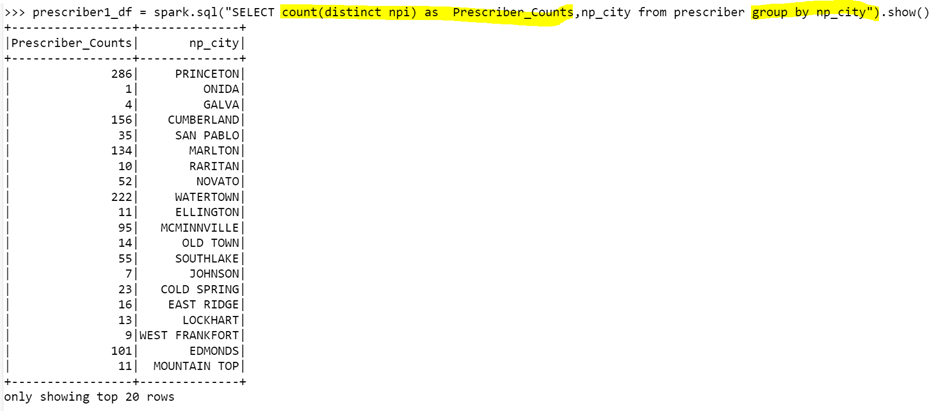 >>> prescriber1_df = spark.sql("SELECT count(distinct npi) as  Prescriber_Counts,np_city from prescriber group by np_city").show()
+-----------------+--------------+
|Prescriber_Counts|       np_city|
+-----------------+--------------+
|              286|     PRINCETON|
|                1|         ONIDA|
|                4|         GALVA|
|              156|    CUMBERLAND|
|               35|     SAN PABLO|
|              134|       MARLTON|
|               10|       RARITAN|
|               52|        NOVATO|
|              222|     WATERTOWN|
|               11|     ELLINGTON|
|               95|   MCMINNVILLE|
|               14|      OLD TOWN|
|               55|     SOUTHLAKE|
|                7|       JOHNSON|
|               23|   COLD SPRING|
|               16|    EAST RIDGE|
|               13|      LOCKHART|
|                9|WEST FRANKFORT|
|              101|       EDMONDS|
|               11|  MOUNTAIN TOP|
+-----------------+--------------+
only showing top 20 rows